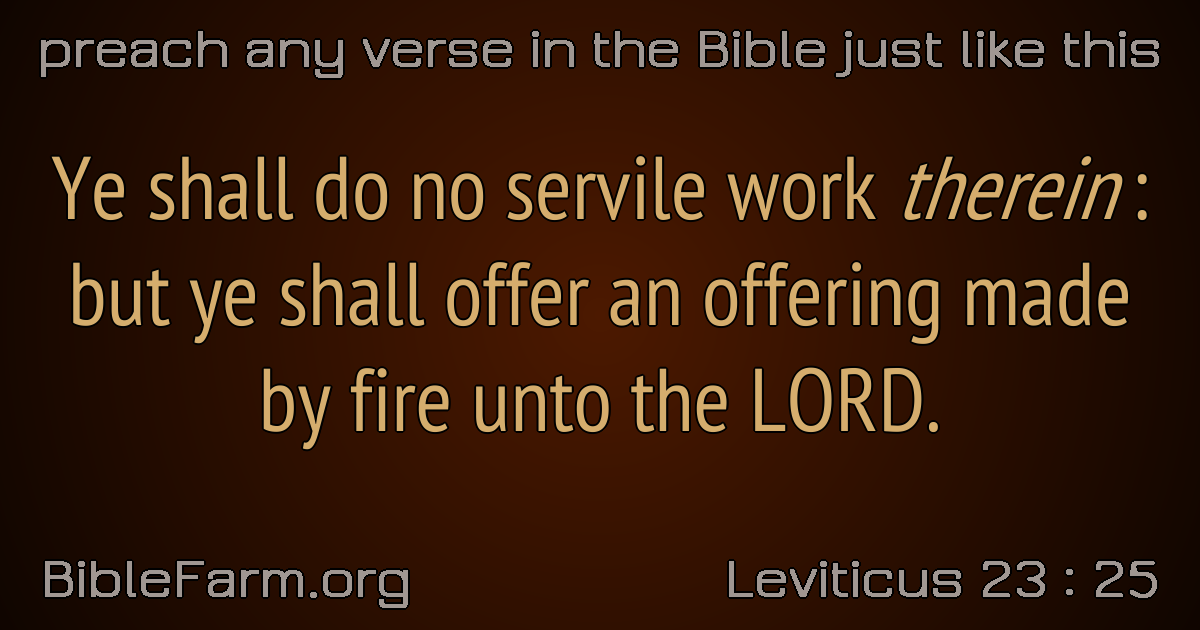 preach any verse in the Bible just like this
Ye shall do no servile work therein:
but ye shall offer an offering made
by fire unto the LORD.
BibleFarm.org
Leviticus 23 : 25